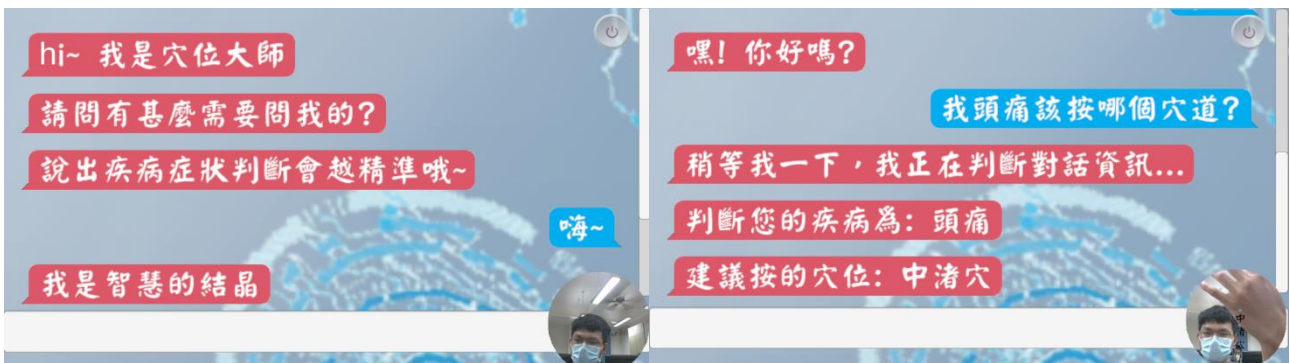 hi~ 我是穴位大師
請問有甚麼需要問我的?
說出疾病症狀判斷會越精準哦~
嗨~
我是智慧的結晶
嘿! 你好嗎?
我頭痛該按哪個穴道?
稍等我一下，我正在判斷對話資訊...
判斷您的疾病爲: 頭痛
建議按的穴位: 中渚穴
中渚穴